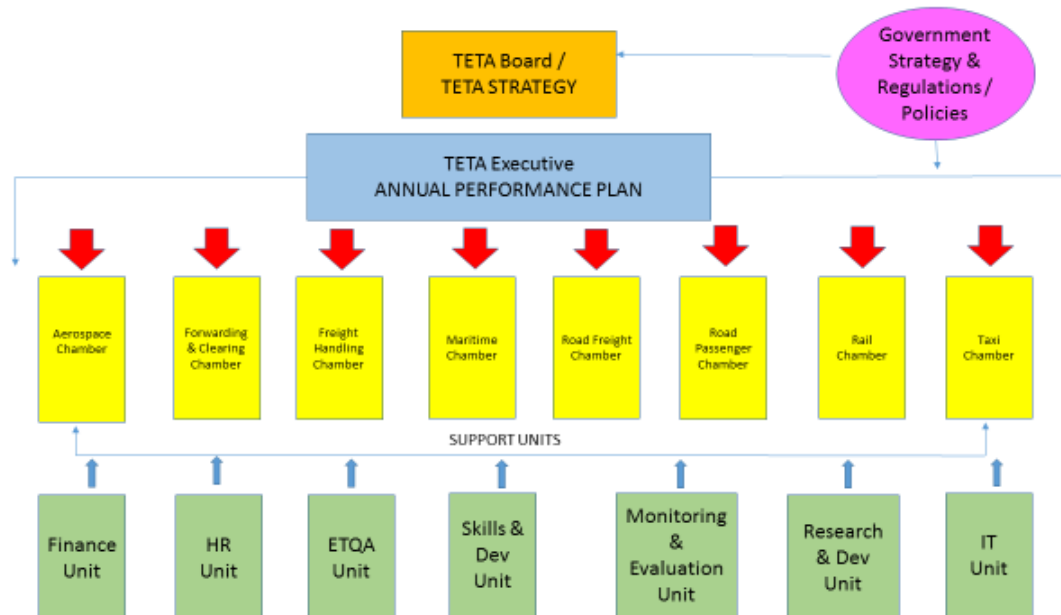 Government
Strategy &
Regulations /
Policies
TETA Board /
TETA STRATEGY
TETA Executive
ANNUAL PERFORMANCE PLAN
Aerospace
Chamber
Forwarding
& Clearing
Chamber
Freight
Handling
Chamber
Maritime
Chamber
Road Freight
Chamber
Road
Passenger
Chamber
Rail
Chamber
Taxi
Chamber
SUPPORT UNITS
Finance
Unit
HR
Unit
ETQA
Unit
Skills &
Dev
Unit
Monitoring
&
Evaluation
Unit
Research
& Dev
Unit
IT
Unit